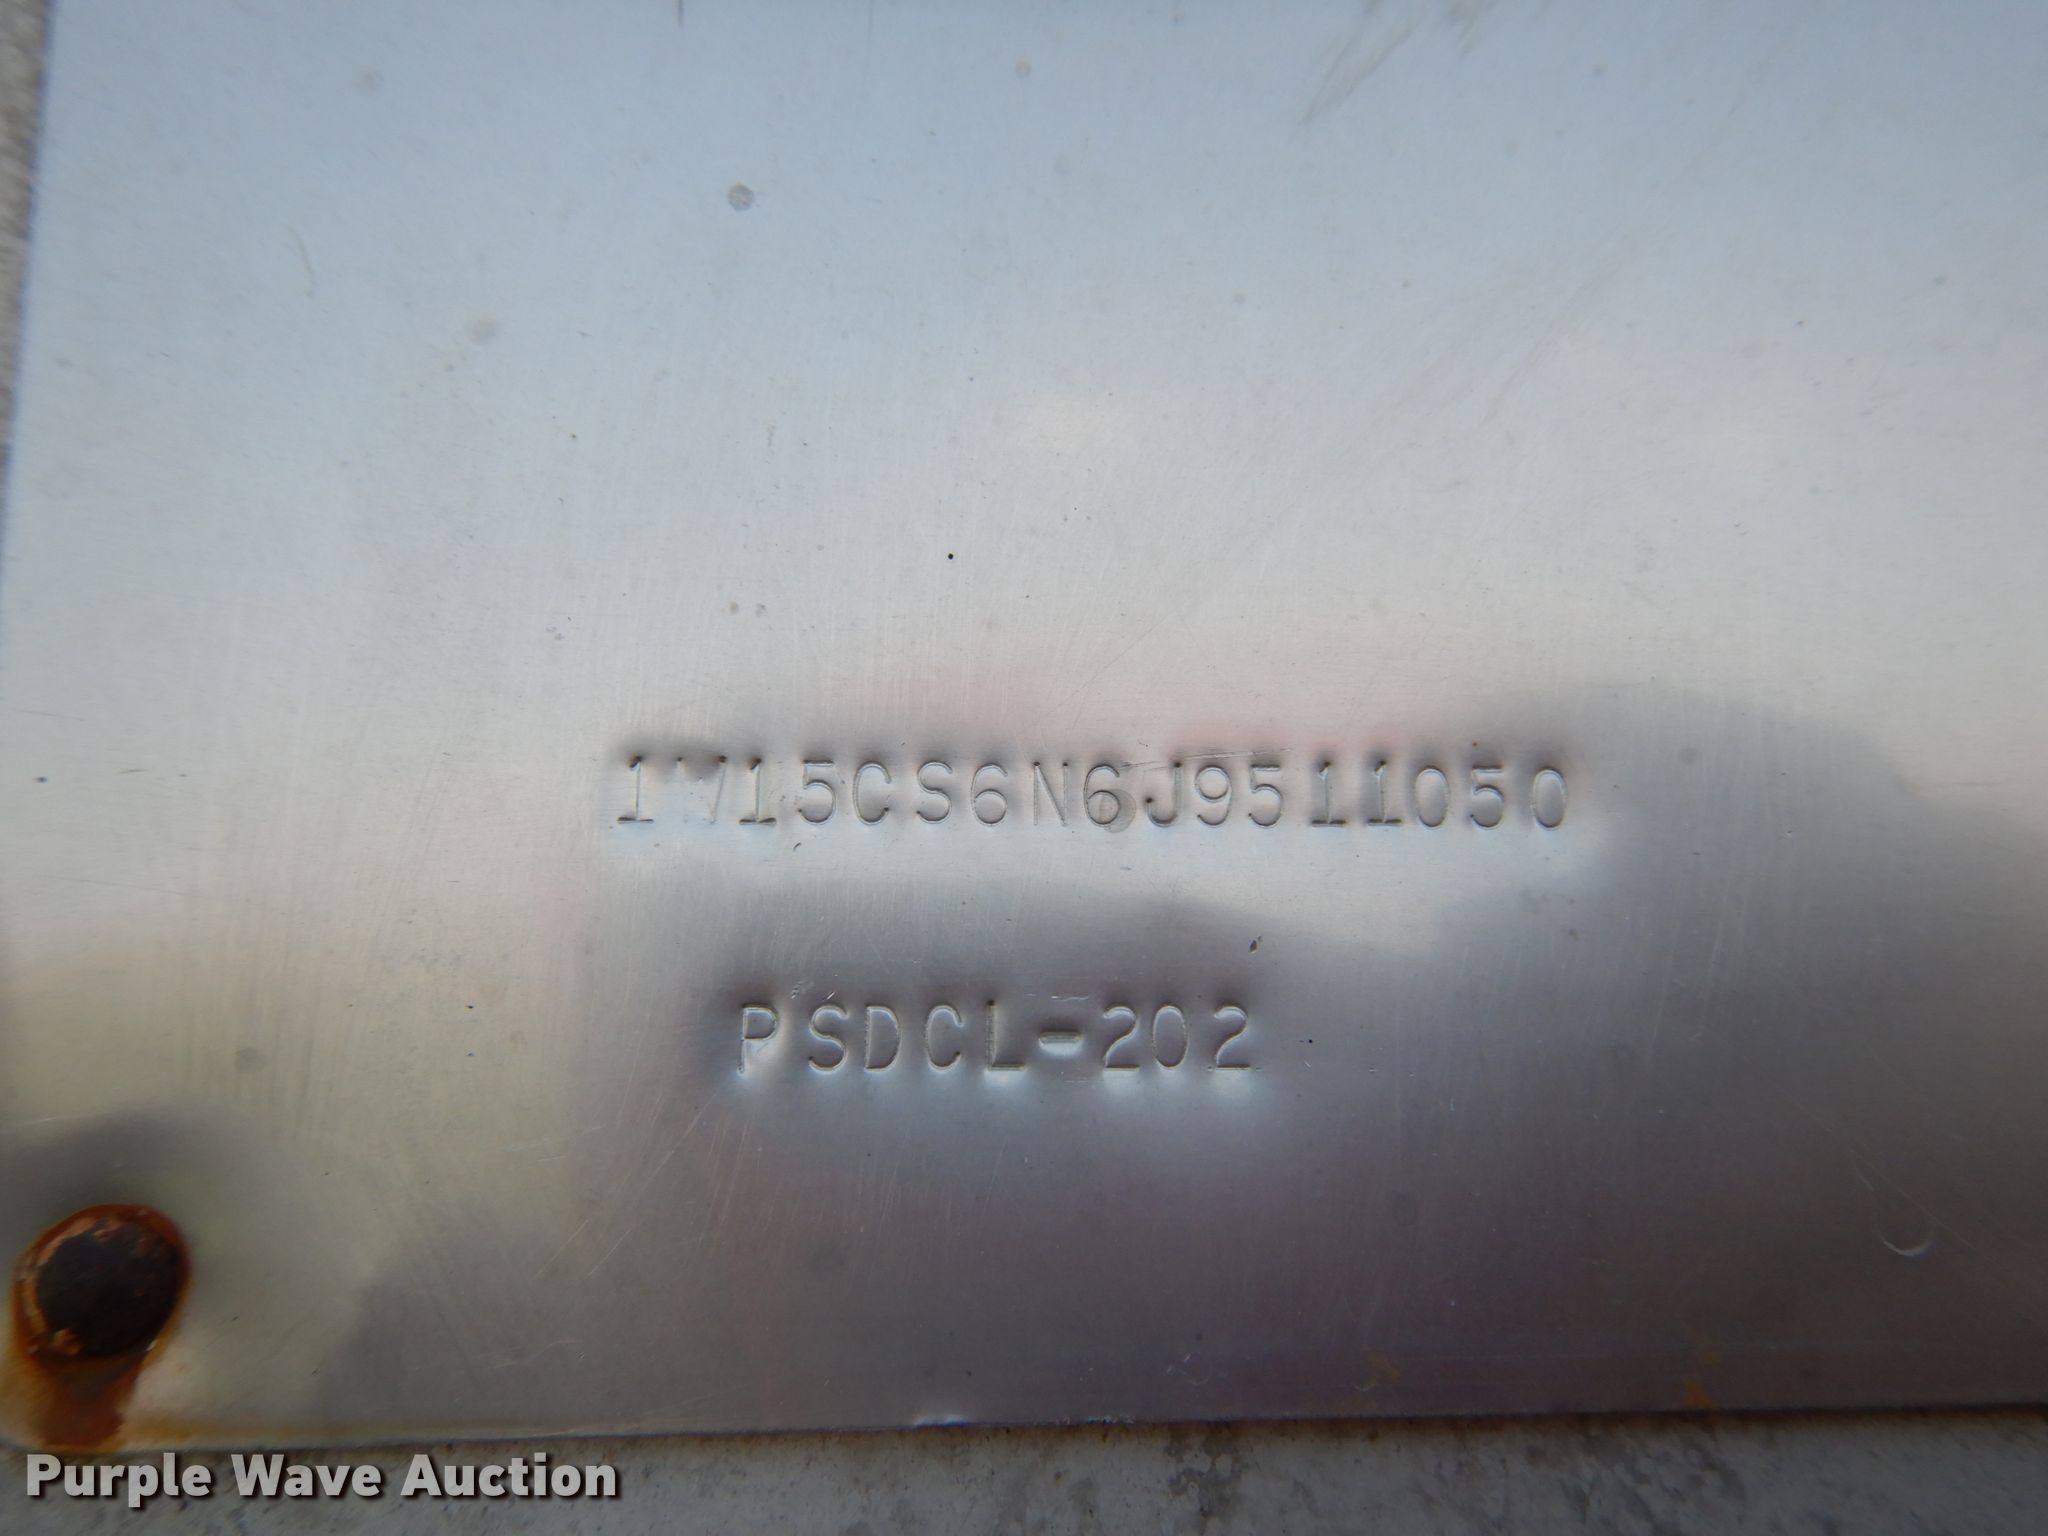 1W15CS6N6J9511050
PSDCL-202
Purple Wave Auction